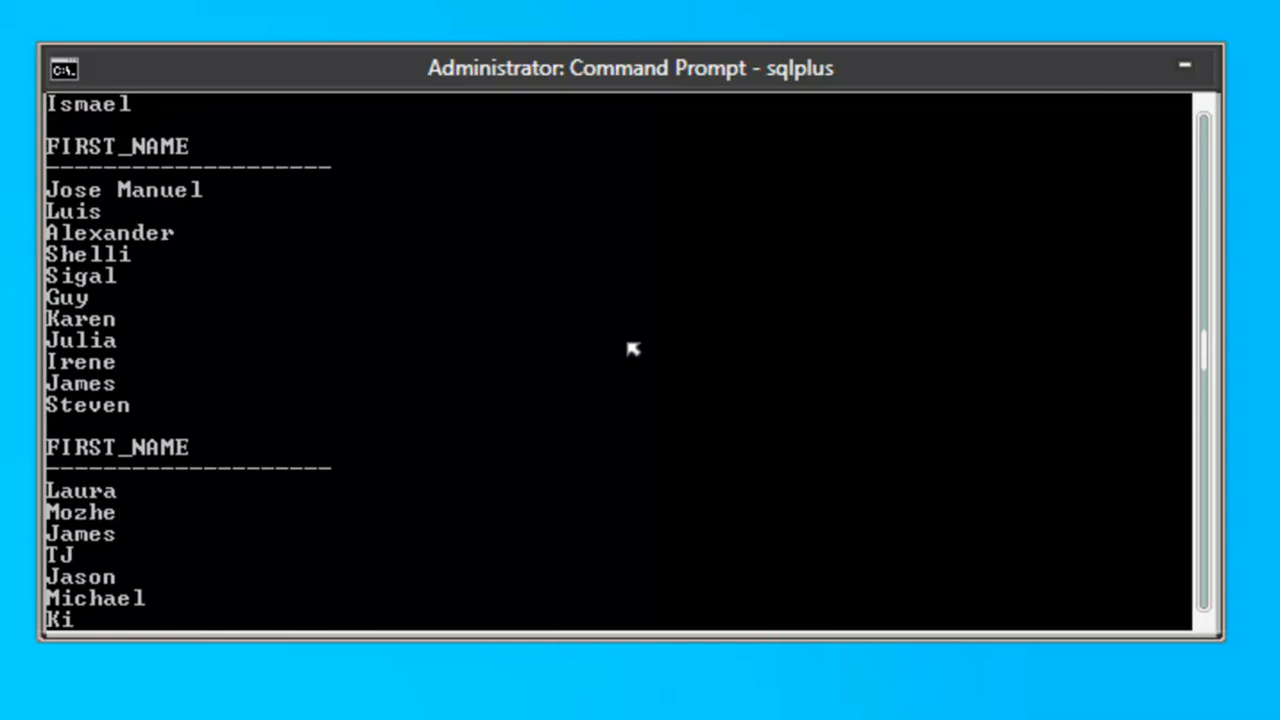 Administrator: Command Prompt - sqlplus
C:\.
Ismael
FIRST_NAME
--------------------
Jose Manuel
Luis
Alexander
Shelli
Sigal
Guy
Karen
Julia
Irene
James
Steven
FIRST_NAME
--------------------
Laura
Mozhe
James
TJ
Jason
Michael
Ki